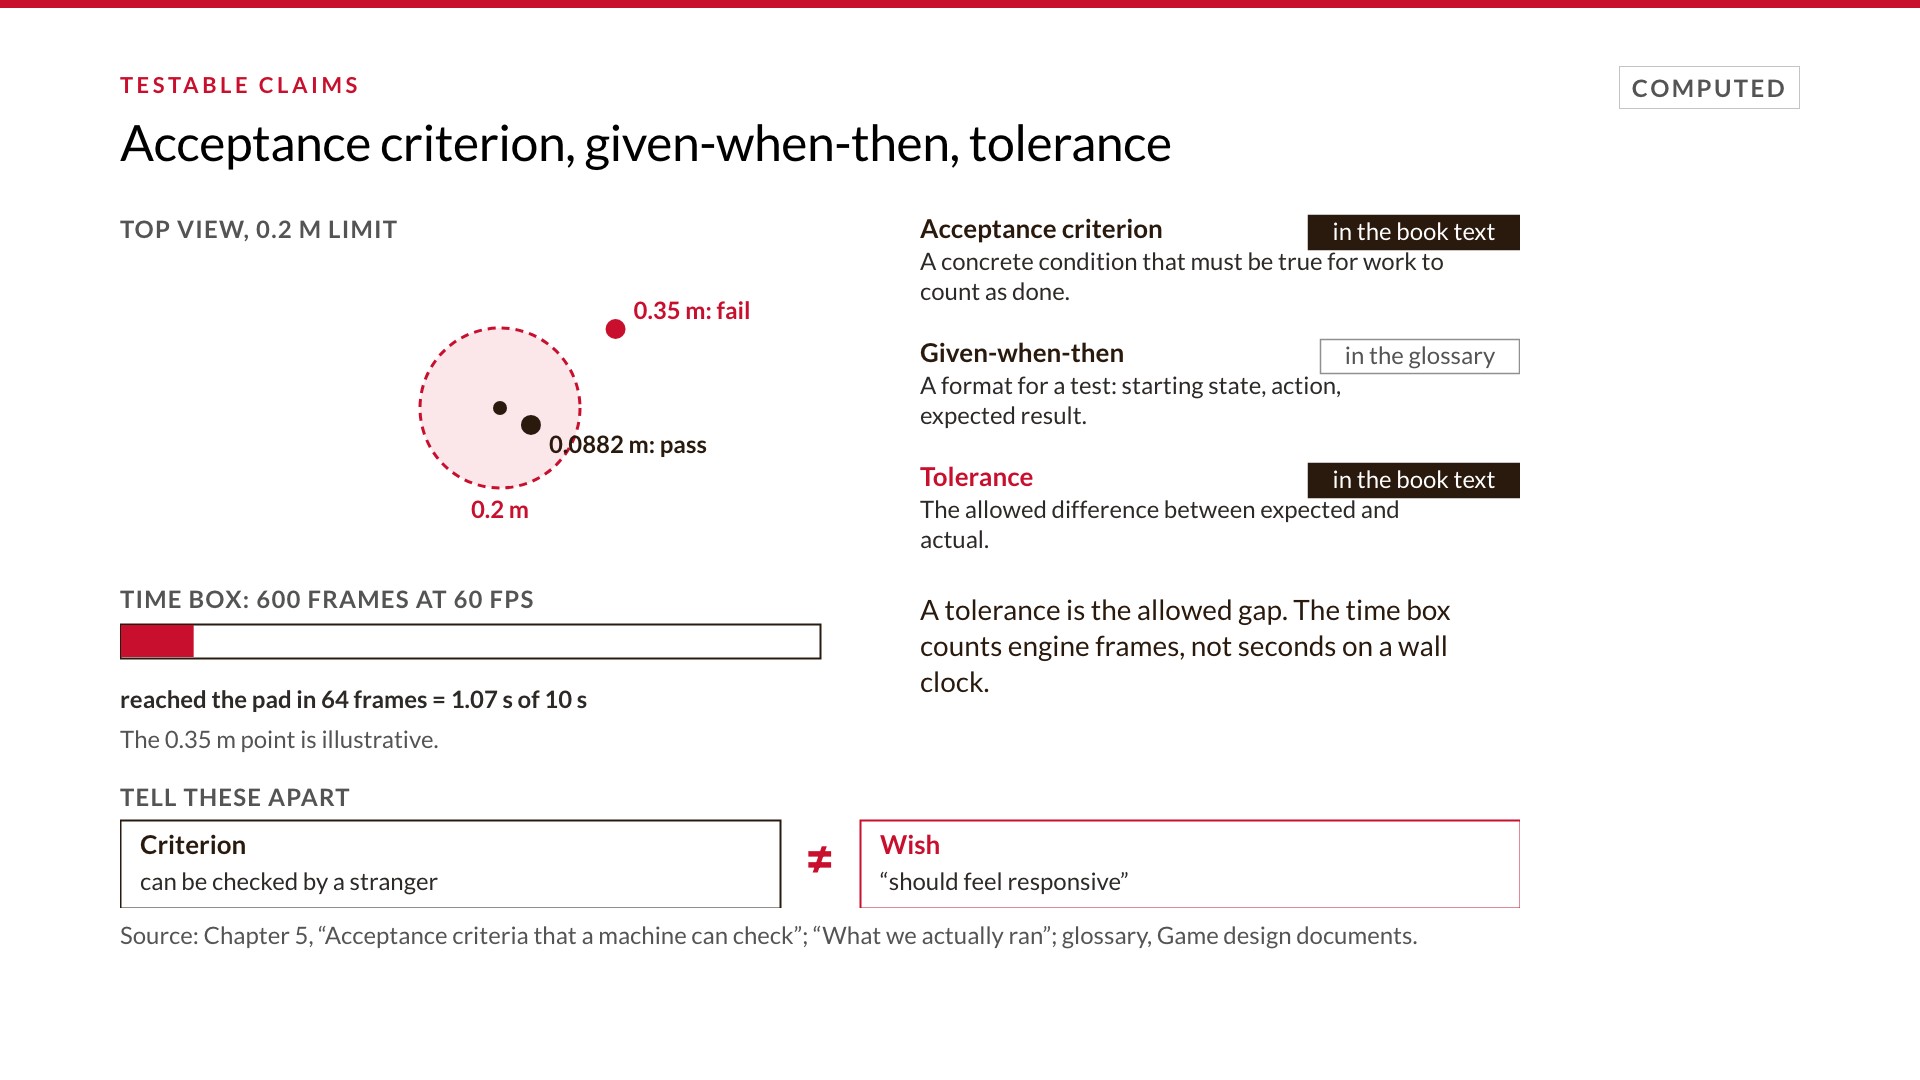 TESTABLE CLAIMS
COMPUTED
Acceptance criterion, given-when-then, tolerance
TOP VIEW, 0.2 M LIMIT
0.35 m: fail
0.0882 m: pass
0.2 m
TIME BOX: 600 FRAMES AT 60 FPS
reached the pad in 64 frames = 1.07 s of 10 s
The 0.35 m point is illustrative.
Acceptance criterion
in the book text
A concrete condition that must be true for work to
count as done.
Given-when-then
in the glossary
A format for a test: starting state, action,
expected result.
Tolerance
in the book text
The allowed difference between expected and
actual.
A tolerance is the allowed gap. The time box
counts engine frames, not seconds on a wall
clock.
TELL THESE APART
Criterion
can be checked by a stranger
≠
Wish
“should feel responsive”
Source: Chapter 5, “Acceptance criteria that a machine can check”; “What we actually ran”; glossary, Game design documents.